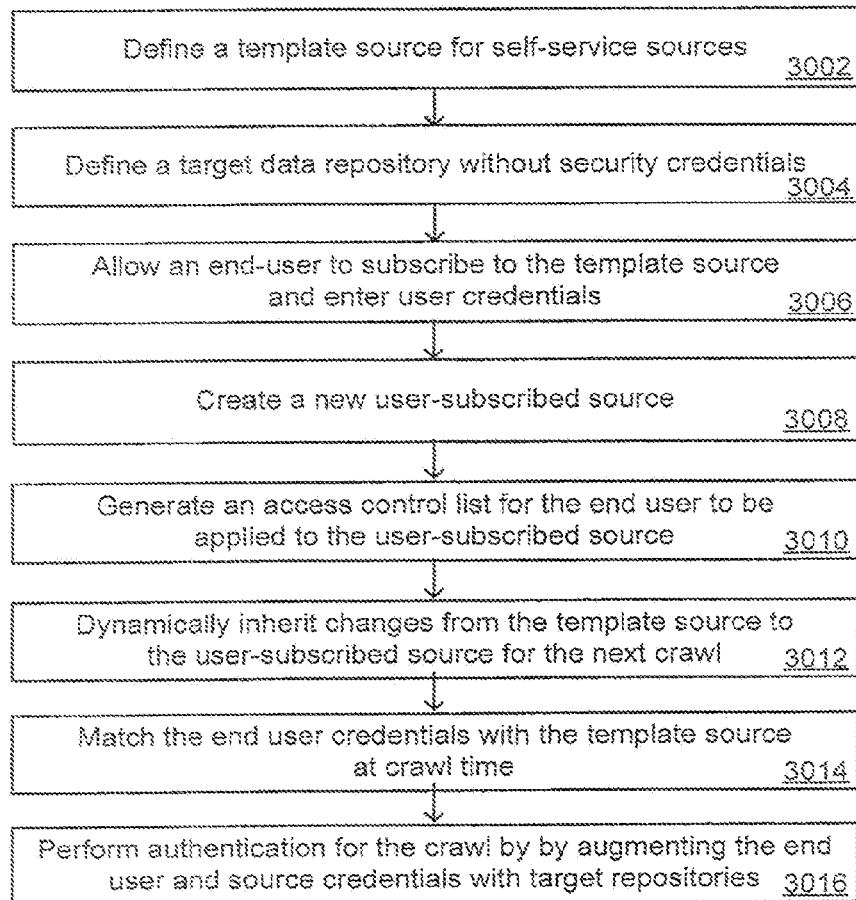 Define a template source for self-service sources
3002
Define a target data repository without security credentials
3004
Allow an end-user to subscribe to the template source
and enter user credentials
3006
Create a new user-subscribed source
3008
Generate an access control list for the end user to be
applied to the user-subscribed source
3010
Dynamically inherit changes from the template source to
the user-subscribed source for the next crawl
3012
Match the end user credentials with the template source
at crawl time
3014
Perform authentication for the crawl by by augmenting the end
user and source credentials with target repositories
3016